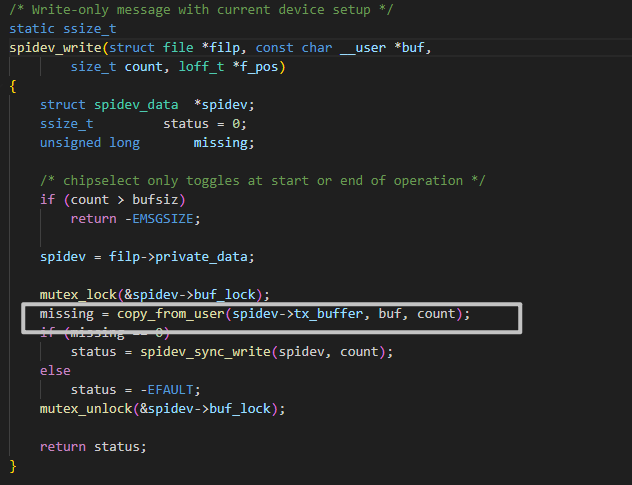 /* Write-only message with current device setup */
static ssize_t
spidev_write(struct file *filp, const char __user *buf,
size_t count, loff_t *f_pos)
{
struct spidev_data *spidev;
ssize_t status = 0;
unsigned long missing;
/* chipselect only toggles at start or end of operation */
if (count > bufsiz)
return -EMSGSIZE;
spidev = filp->private_data;
mutex_lock(&spidev->buf_lock);
missing = copy_from_user(spidev->tx_buffer, buf, count);
if (missing == 0)
status = spidev_sync_write(spidev, count);
else
status = -EFAULT;
mutex_unlock(&spidev->buf_lock);
return status;
}